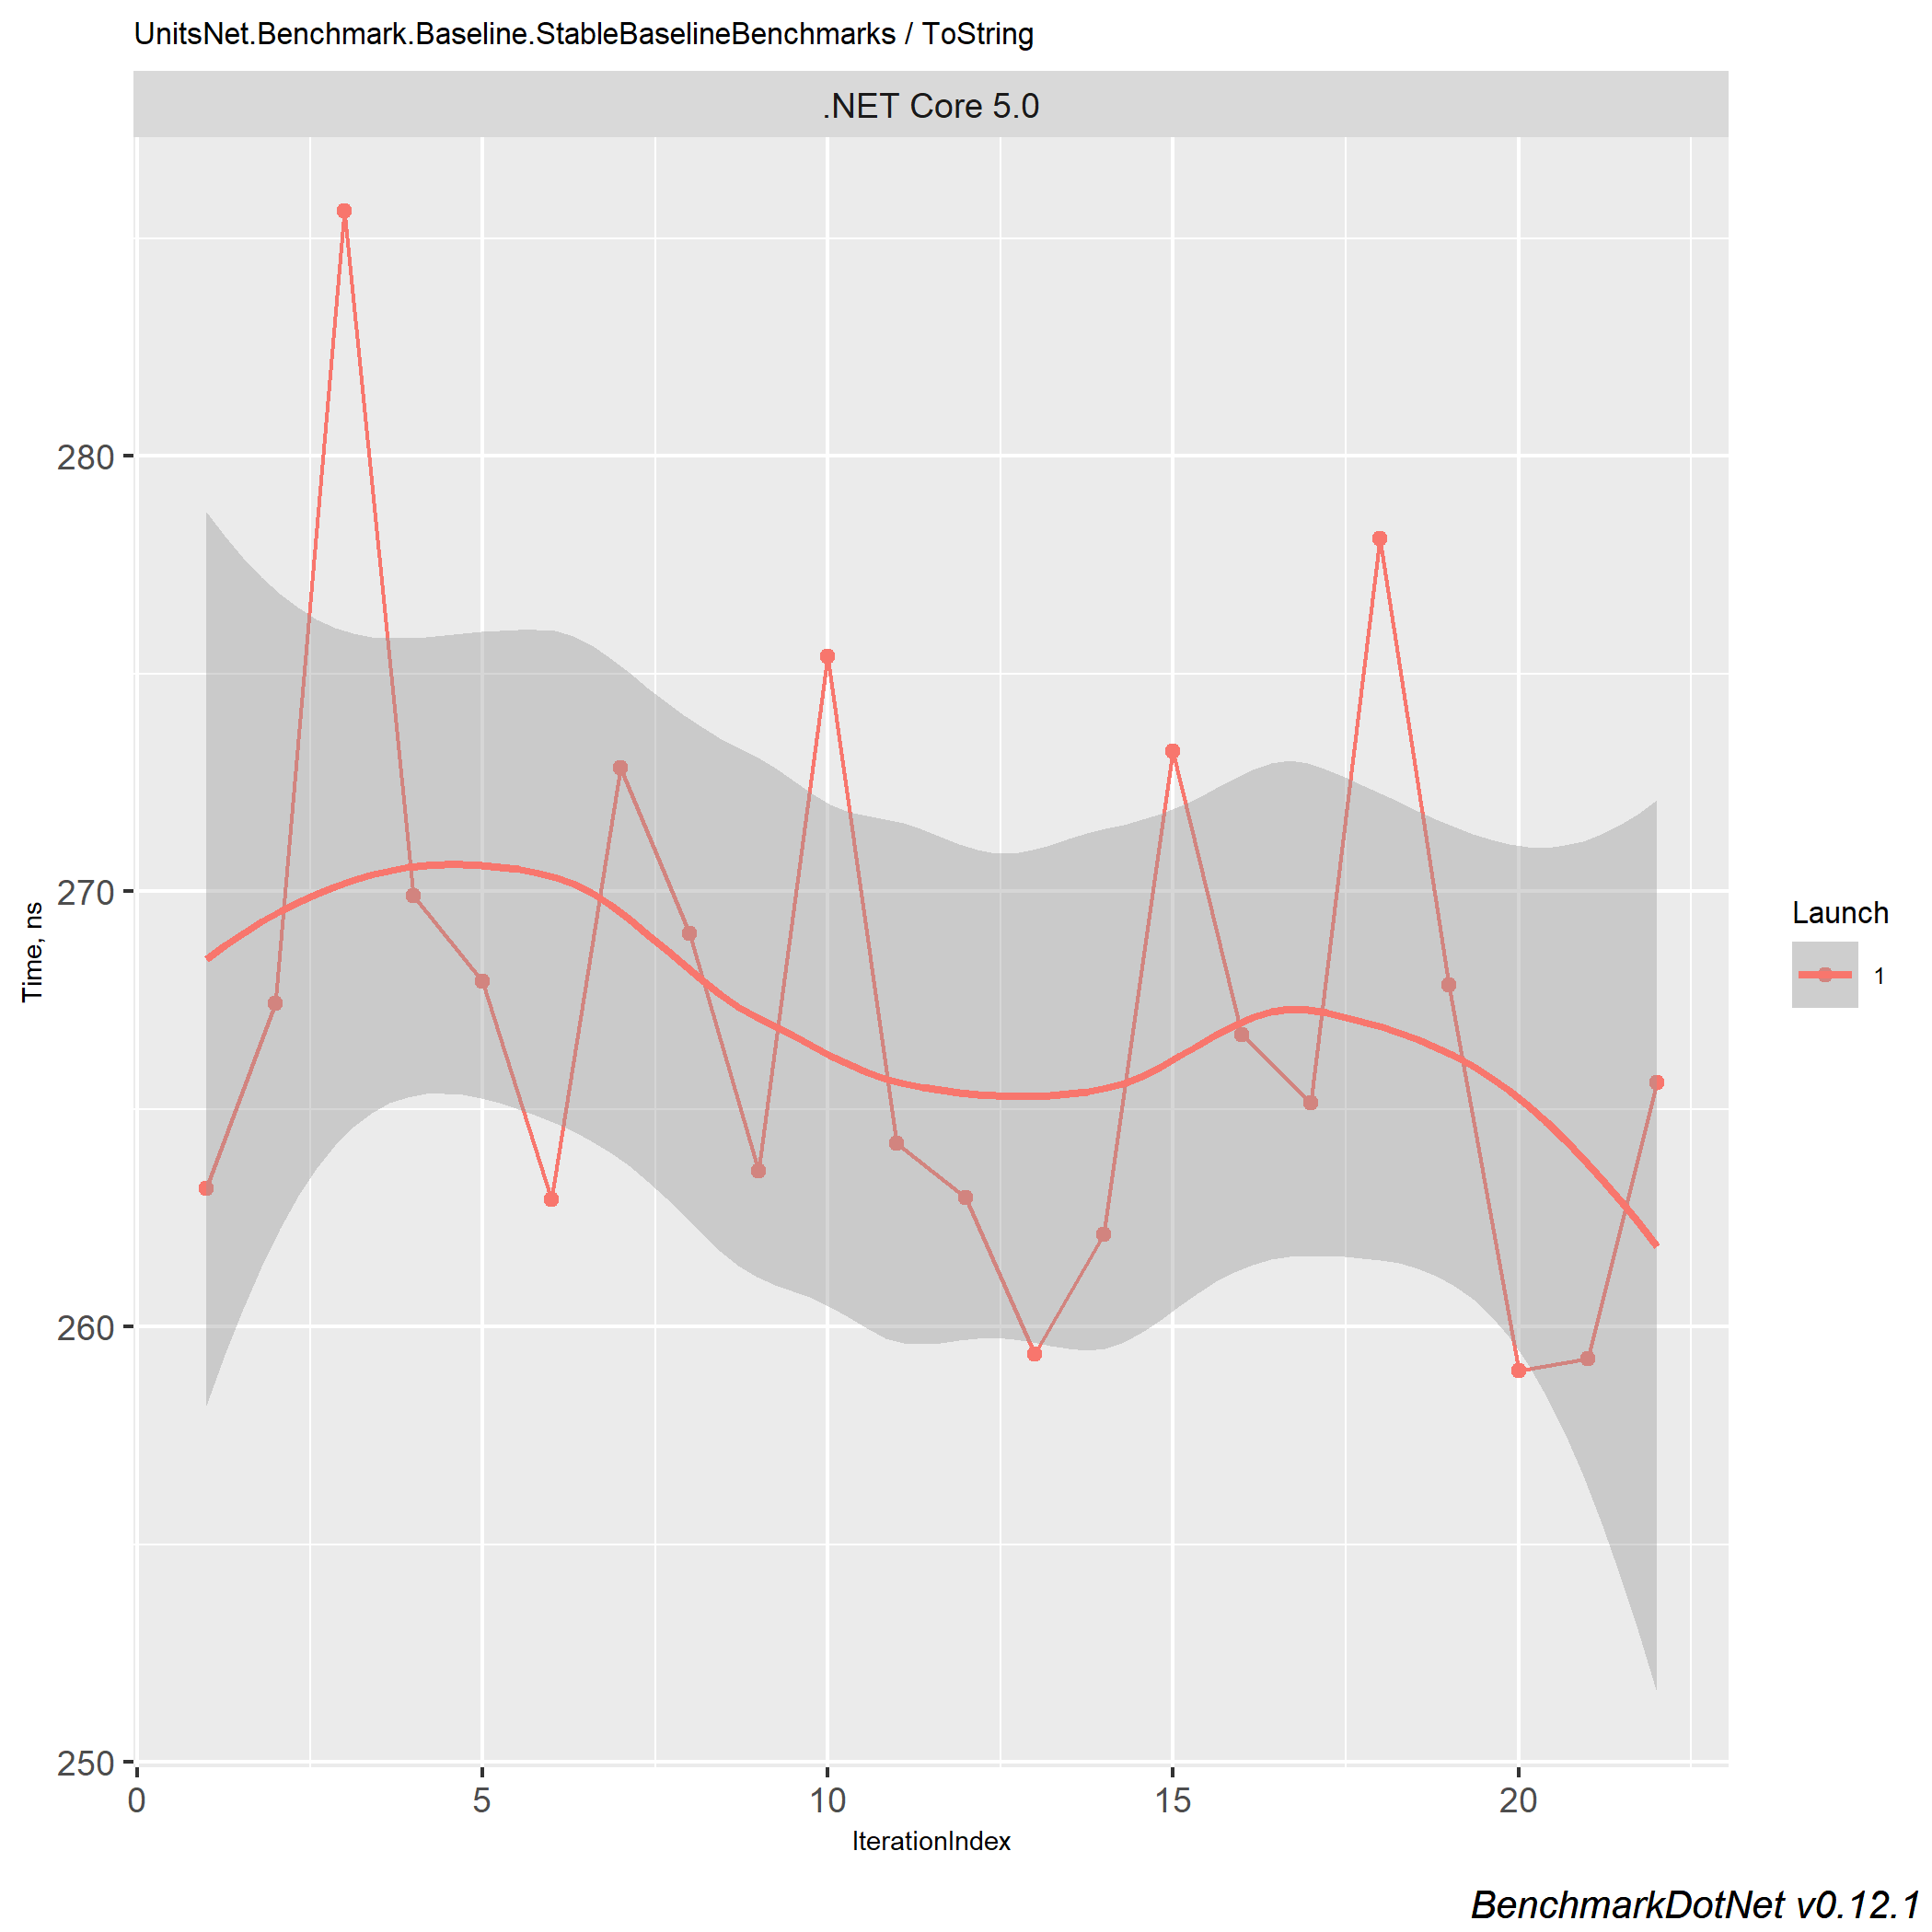 UnitsNet.Benchmark.Baseline.StableBaselineBenchmarks / ToString
.NET Core 5.0
280
270
260
250
Time, ns
0 5 10 15 20
IterationIndex
Launch
1
BenchmarkDotNet v0.12.1